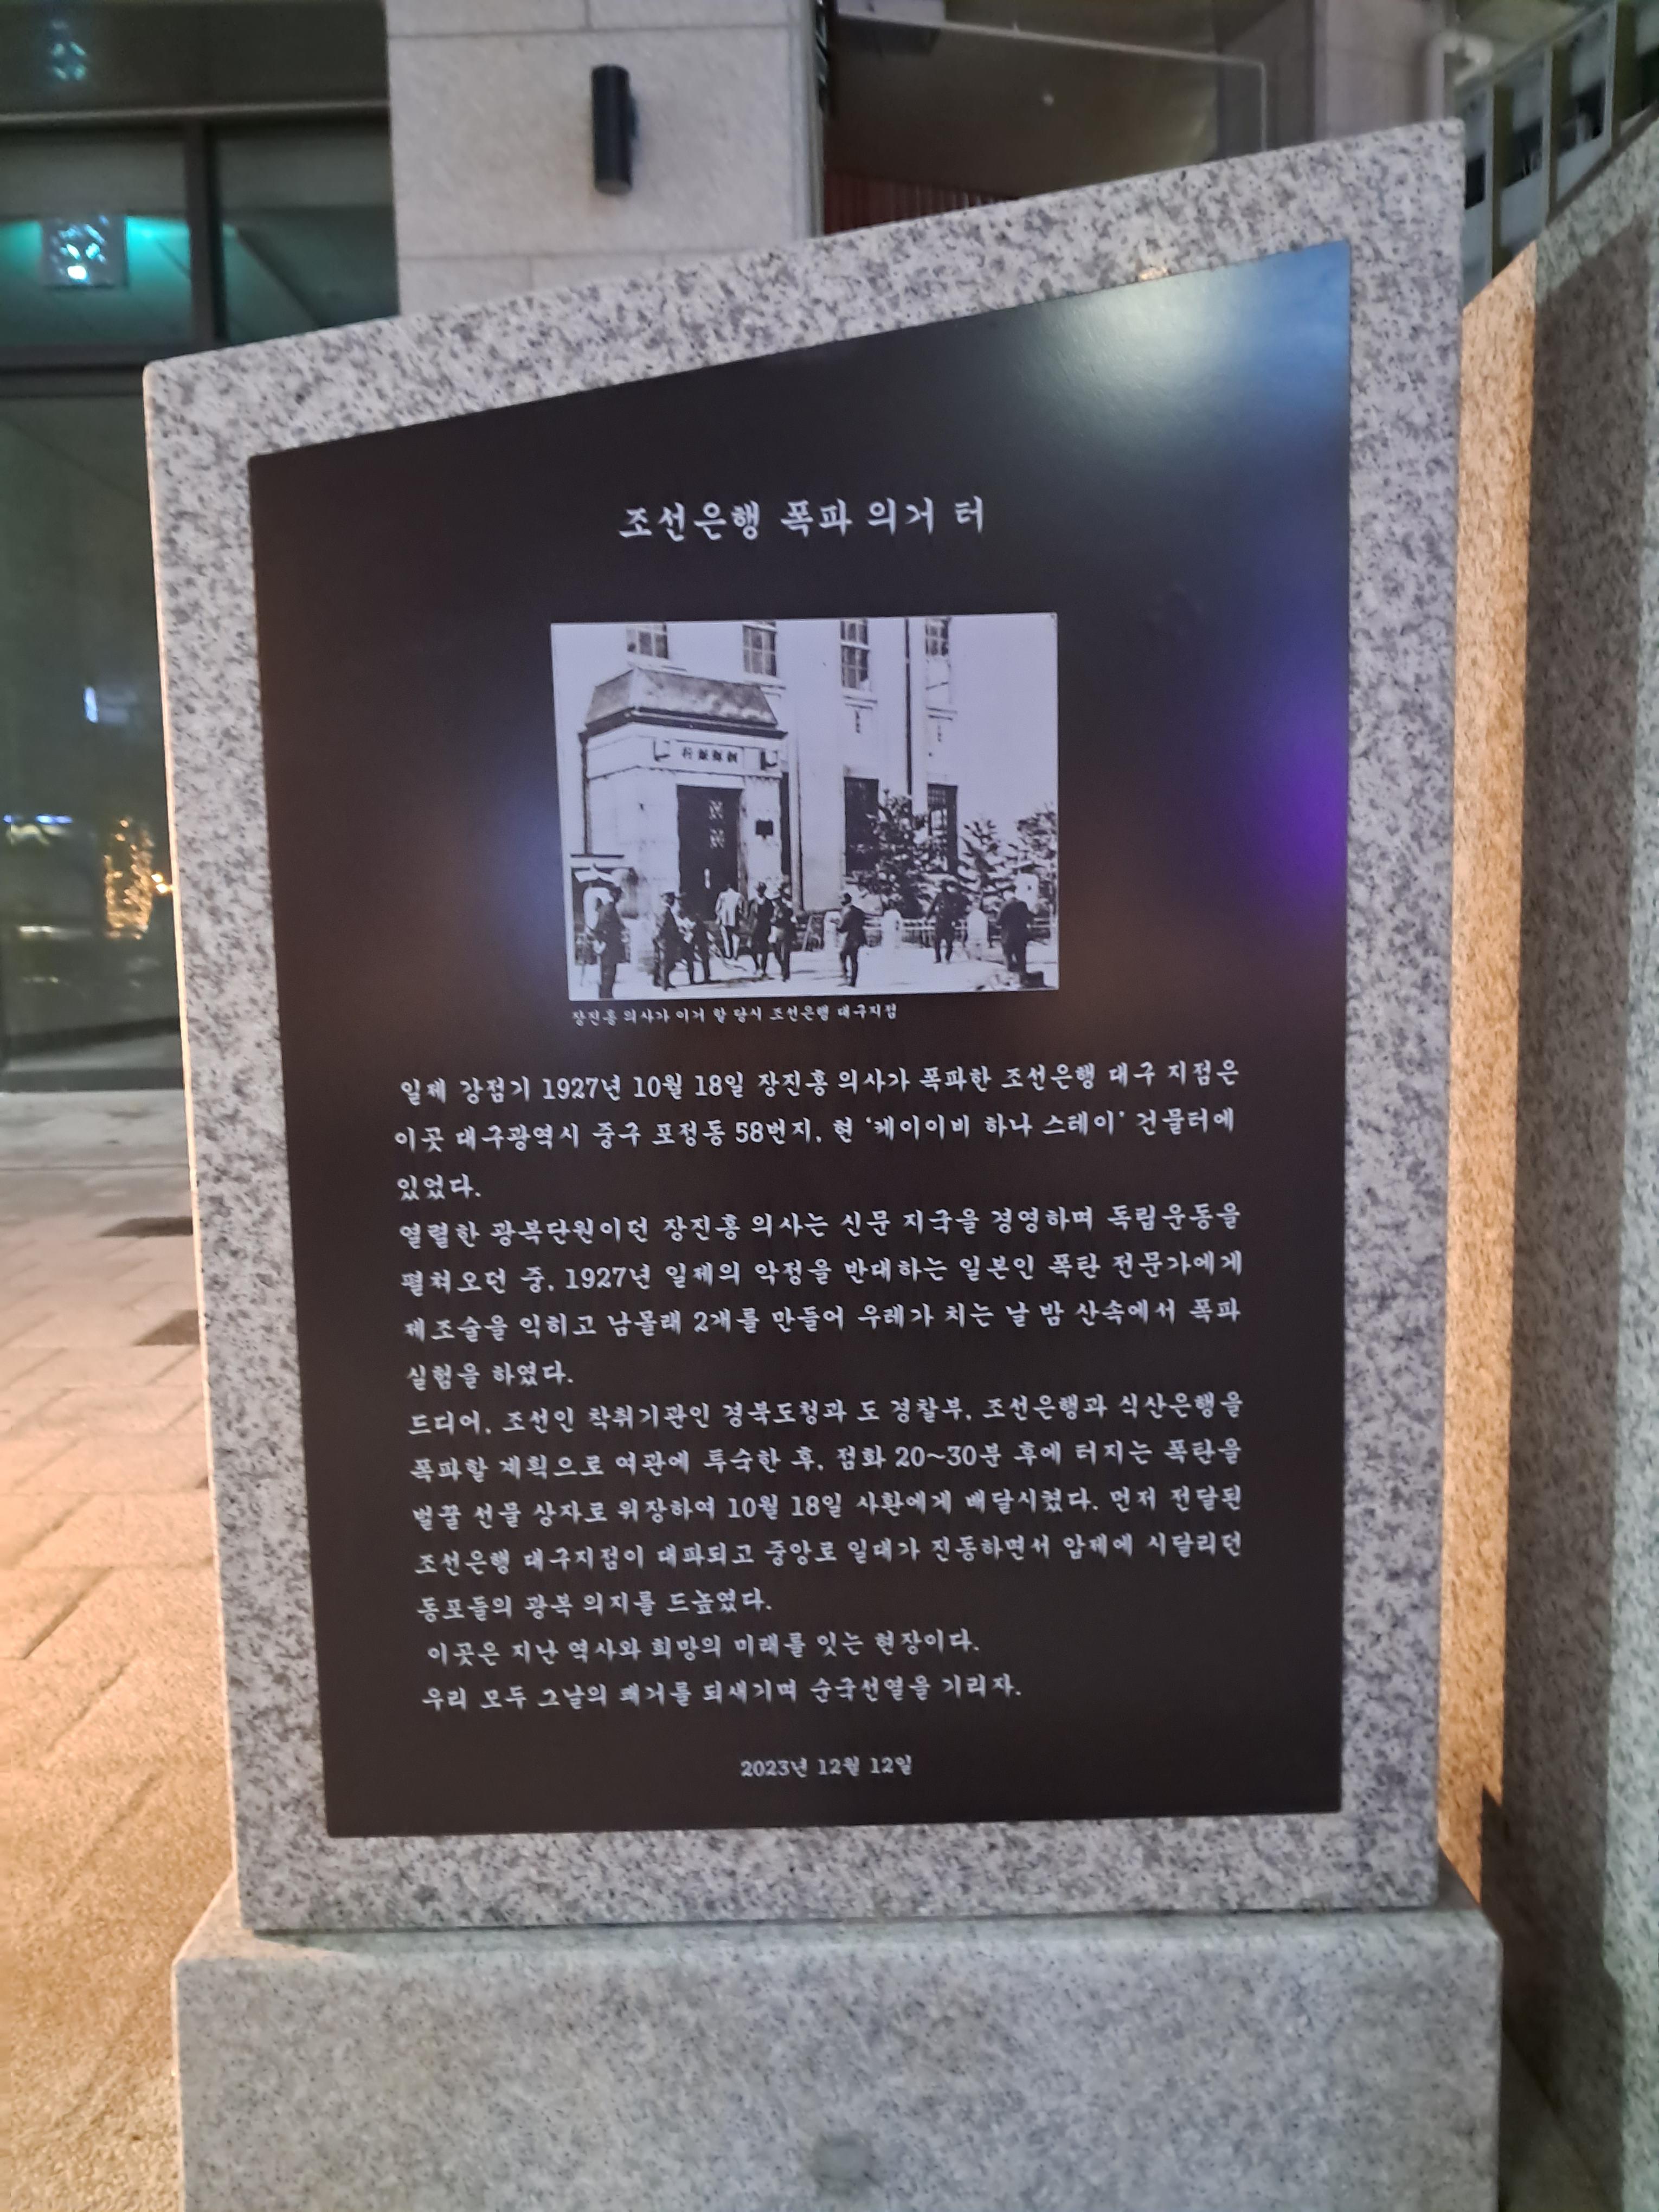 조선은행 폭파 의거 터
행銀鮮朝
장진홍 의사가 의거 할 당시 조선은행 대구지점
일제 강점기 1927년 10월 18일 장진홍 의사가 폭파한 조선은행 대구 지점은
이곳 대구광역시 중구 포정동 58번지, 현 '케이이비 하나 스테이' 건물터에
있었다.
열렬한 광복단원이던 장진홍 의사는 신문 지국을 경영하며 독립운동을
펼쳐오던 중, 1927년 일제의 악정을 반대하는 일본인 폭탄 전문가에게
제조술을 익히고 남몰래 2개를 만들어 우레가 치는 날 밤 산속에서 폭파
실험을 하였다.
드디어, 조선인 착취기관인 경북도청과 도 경찰부, 조선은행과 식산은행을
폭파할 계획으로 여관에 투숙한 후, 점화 20~30분 후에 터지는 폭탄을
벌꿀 선물 상자로 위장하여 10월 18일 사환에게 배달시켰다. 먼저 전달된
조선은행 대구지점이 대파되고 중앙로 일대가 진동하면서 압제에 시달리던
동포들의 광복 의지를 드높였다.
이곳은 지난 역사와 희망의 미래를 잇는 현장이다.
우리 모두 그날의 쾌거를 되새기며 순국선열을 기리자.
2023년 12월 12일